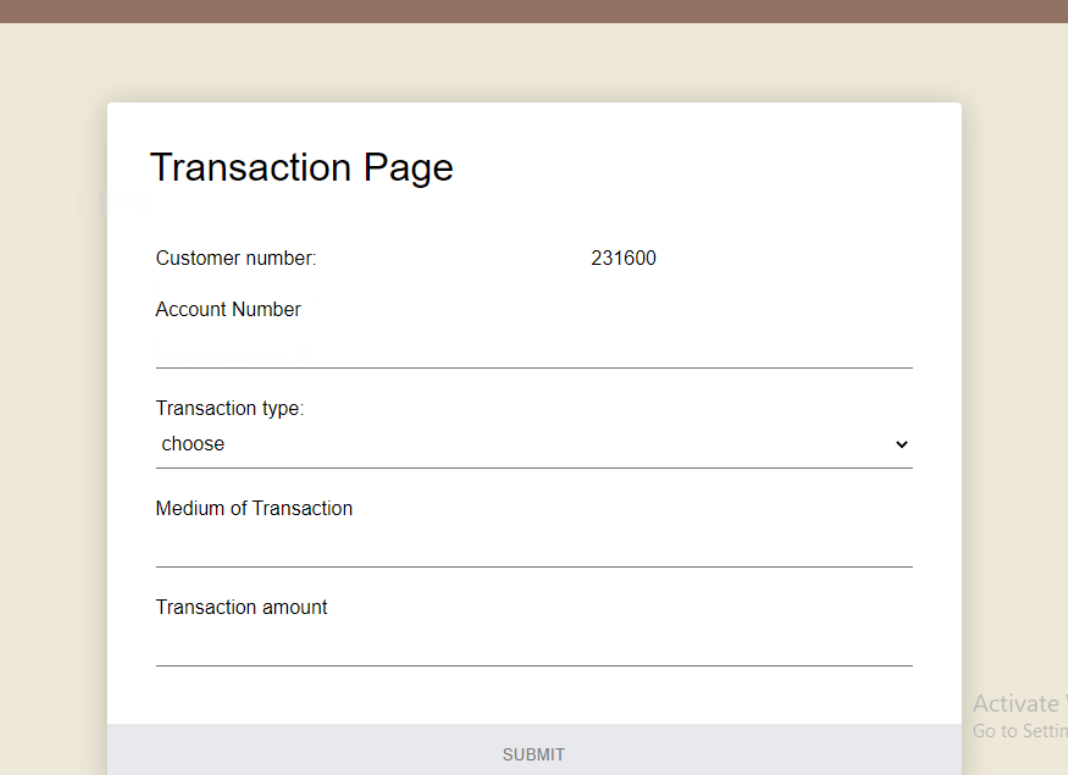 Transaction Page
Customer number: 231600
Account Number
Transaction type:
choose
Medium of Transaction
Transaction amount
SUBMIT
Activate
Go to